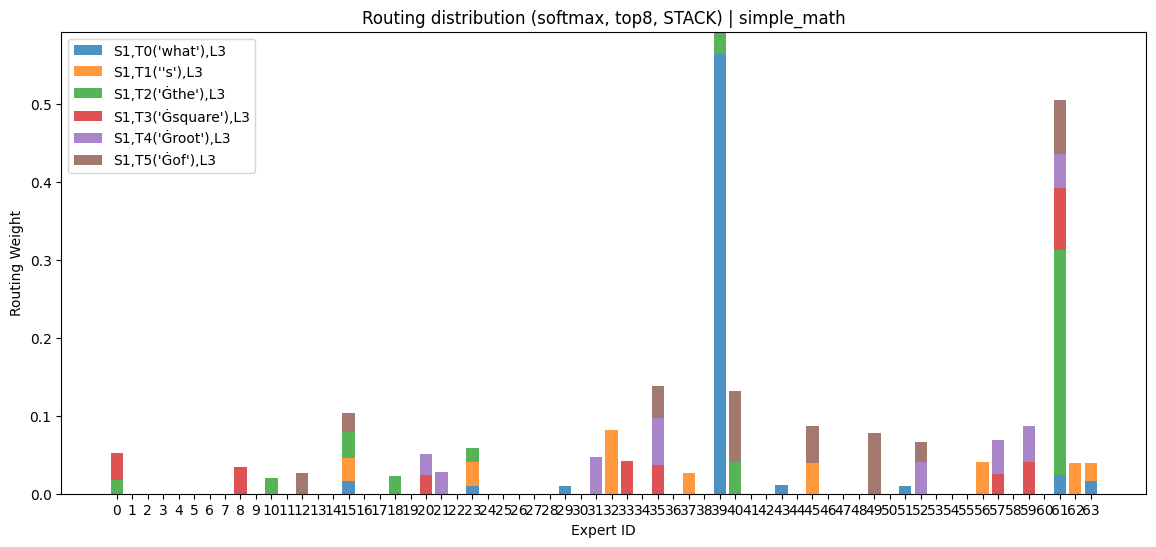 Routing distribution (softmax, top8, STACK) | simple_math
S1,T0('what'),L3
S1,T1(''s'),L3
S1,T2('Ġthe'),L3
S1,T3('Ġsquare'),L3
S1,T4('Ġroot'),L3
S1,T5('Ġof'),L3
Routing Weight
0.5
0.4
0.3
0.2
0.1
0.0
0 1 2 3 4 5 6 7 8 9 10 11 12 13 14 15 16 17 18 19 20 21 22 23 24 25 26 27 28 29 30 31 32 33 34 35 36 37 38 39 40 41 42 43 44 45 46 47 48 49 50 51 52 53 54 55 56 57 58 59 60 61 62 63
Expert ID